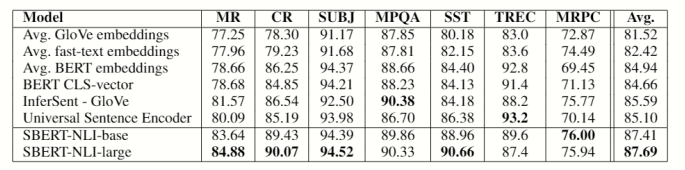 Model MR CR SUBJ MPQA SST TREC MRPC Avg.
Avg. GloVe embeddings 77.25 78.30 91.17 87.85 80.18 83.0 72.87 81.52
Avg. fast-text embeddings 77.96 79.23 91.68 87.81 82.15 83.6 74.49 82.42
Avg. BERT embeddings 78.66 86.25 94.37 88.66 84.40 92.8 69.45 84.94
BERT CLS-vector 78.68 84.85 94.21 88.23 84.13 91.4 71.13 84.66
InferSent - GloVe 81.57 86.54 92.50 90.38 84.18 88.2 75.77 85.59
Universal Sentence Encoder 80.09 85.19 93.98 86.70 86.38 93.2 70.14 85.10
SBERT-NLI-base 83.64 89.43 94.39 89.86 88.96 89.6 76.00 87.41
SBERT-NLI-large 84.88 90.07 94.52 90.33 90.66 87.4 75.94 87.69